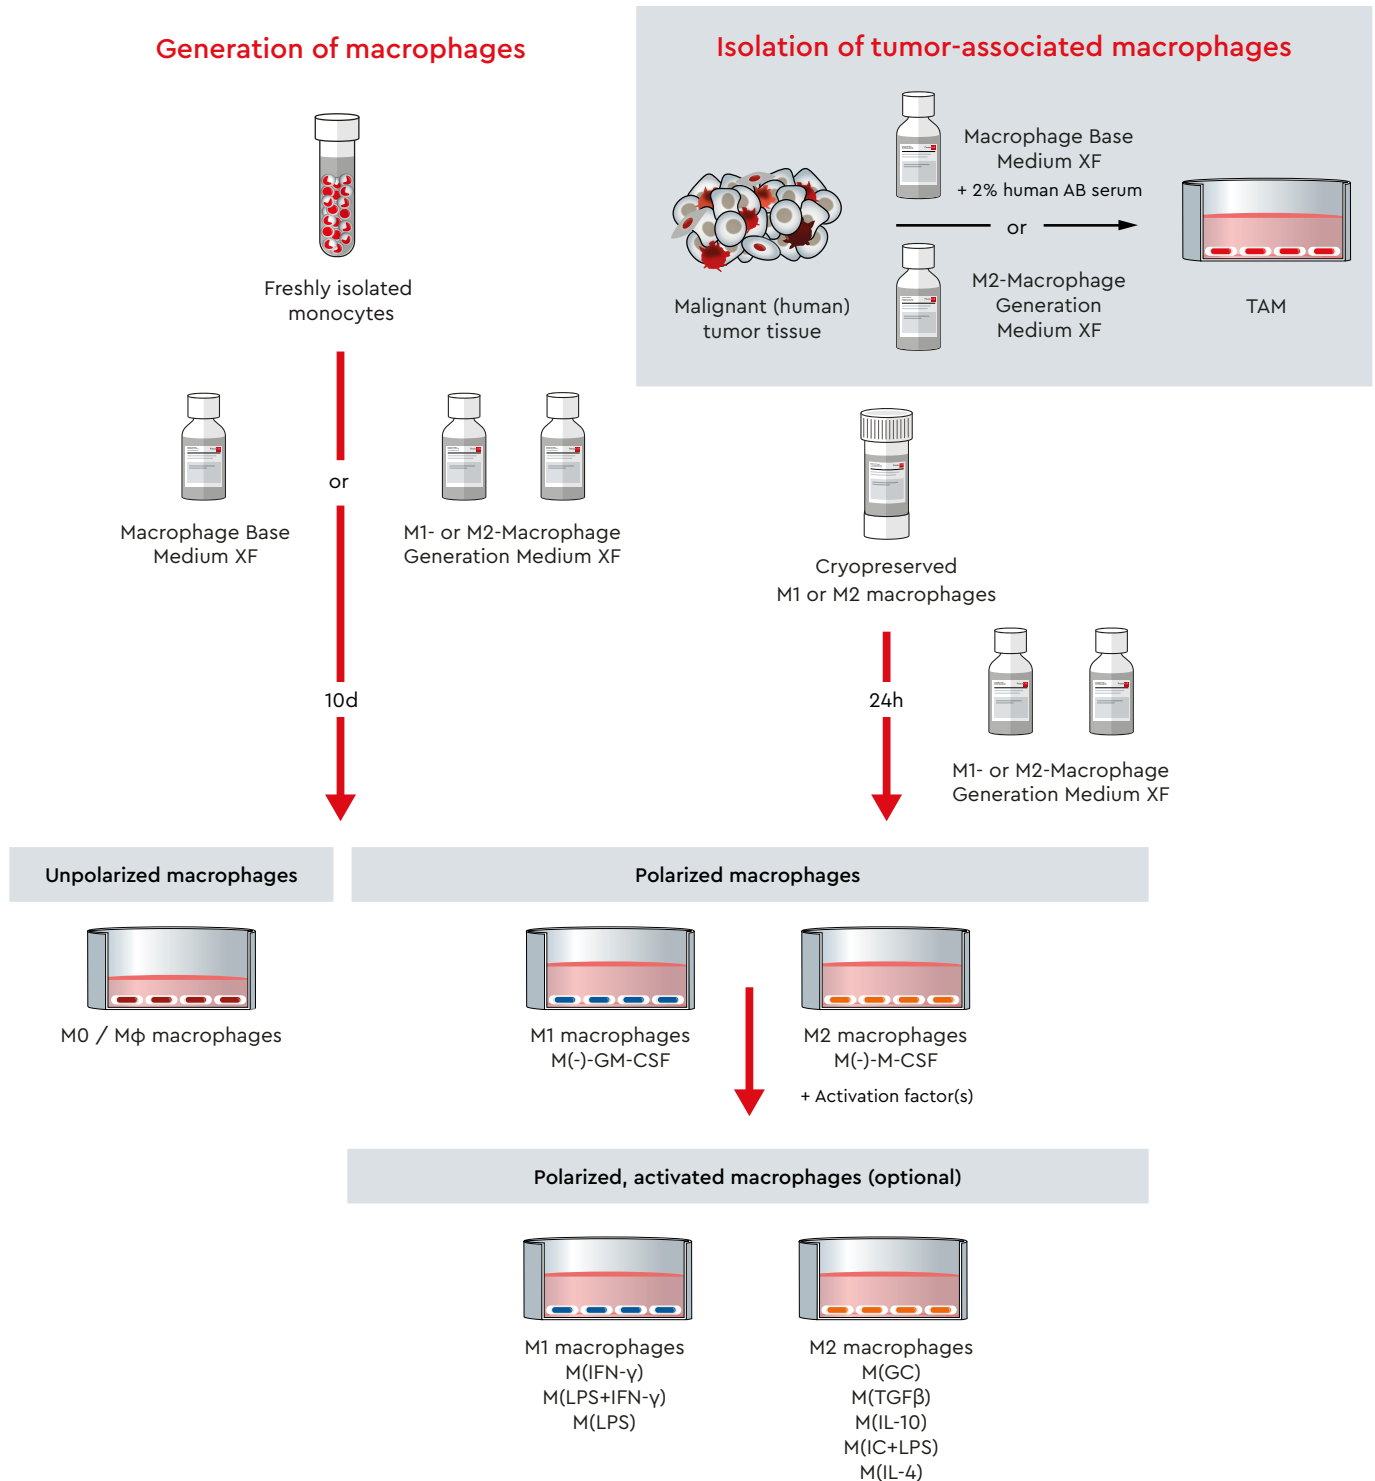 Generation of macrophages
Isolation of tumor-associated macrophages
Freshly isolated
monocytes
Malignant (human)
tumor tissue
Macrophage Base
Medium XF
+ 2% human AB serum
or
M2-Macrophage
Generation
Medium XF
TAM
Macrophage Base
Medium XF
or
M1- or M2-Macrophage
Generation Medium XF
10d
Cryopreserved
M1 or M2 macrophages
24h
M1- or M2-Macrophage
Generation Medium XF
Unpolarized macrophages
Polarized macrophages
M0 / Mϕ macrophages
M1 macrophages
M(-)-GM-CSF
M2 macrophages
M(-)-M-CSF
+ Activation factor(s)
Polarized, activated macrophages (optional)
M1 macrophages
M(IFN-γ)
M(LPS+IFN-γ)
M(LPS)
M2 macrophages
M(GC)
M(TGFβ)
M(IL-10)
M(IC+LPS)
M(IL-4)